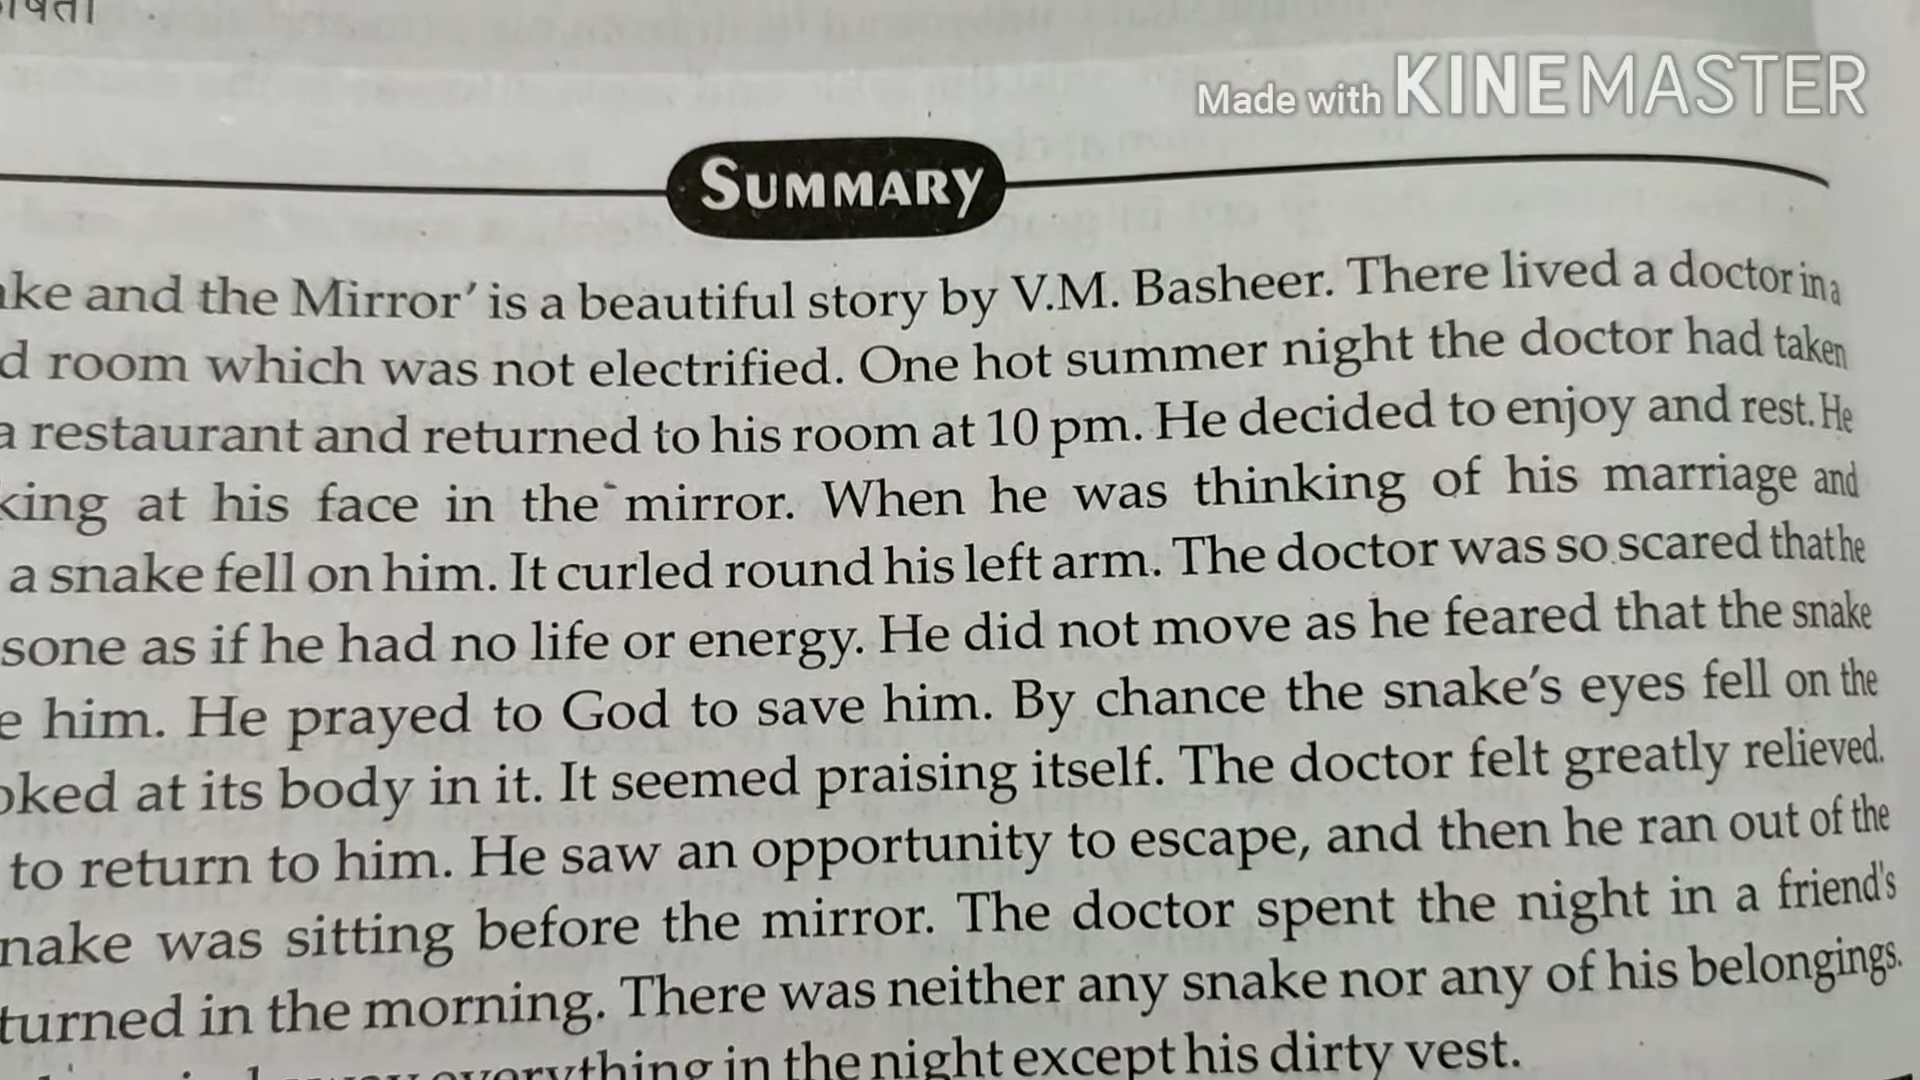 Made with KINEMASTER
SUMMARY
and the Mirror' is a beautiful story by V.M. Basheer. There lived a doctor in a
room which was not electrified. One hot summer night the doctor had taken
a restaurant and returned to his room at 10 pm. He decided to enjoy and rest. He
at his face in the mirror. When he was thinking of his marriage and
a snake fell on him. It curled round his left arm. The doctor was so scared that he
as if he had no life or energy. He did not move as he feared that the snake
him. He prayed to God to save him. By chance the snake's eyes fell on the
at its body in it. It seemed praising itself. The doctor felt greatly relieved.
to return to him. He saw an opportunity to escape, and then he ran out of the
was sitting before the mirror. The doctor spent the night in a friend's
in the morning. There was neither any snake nor any of his belongings.
everything in the night except his dirty vest.